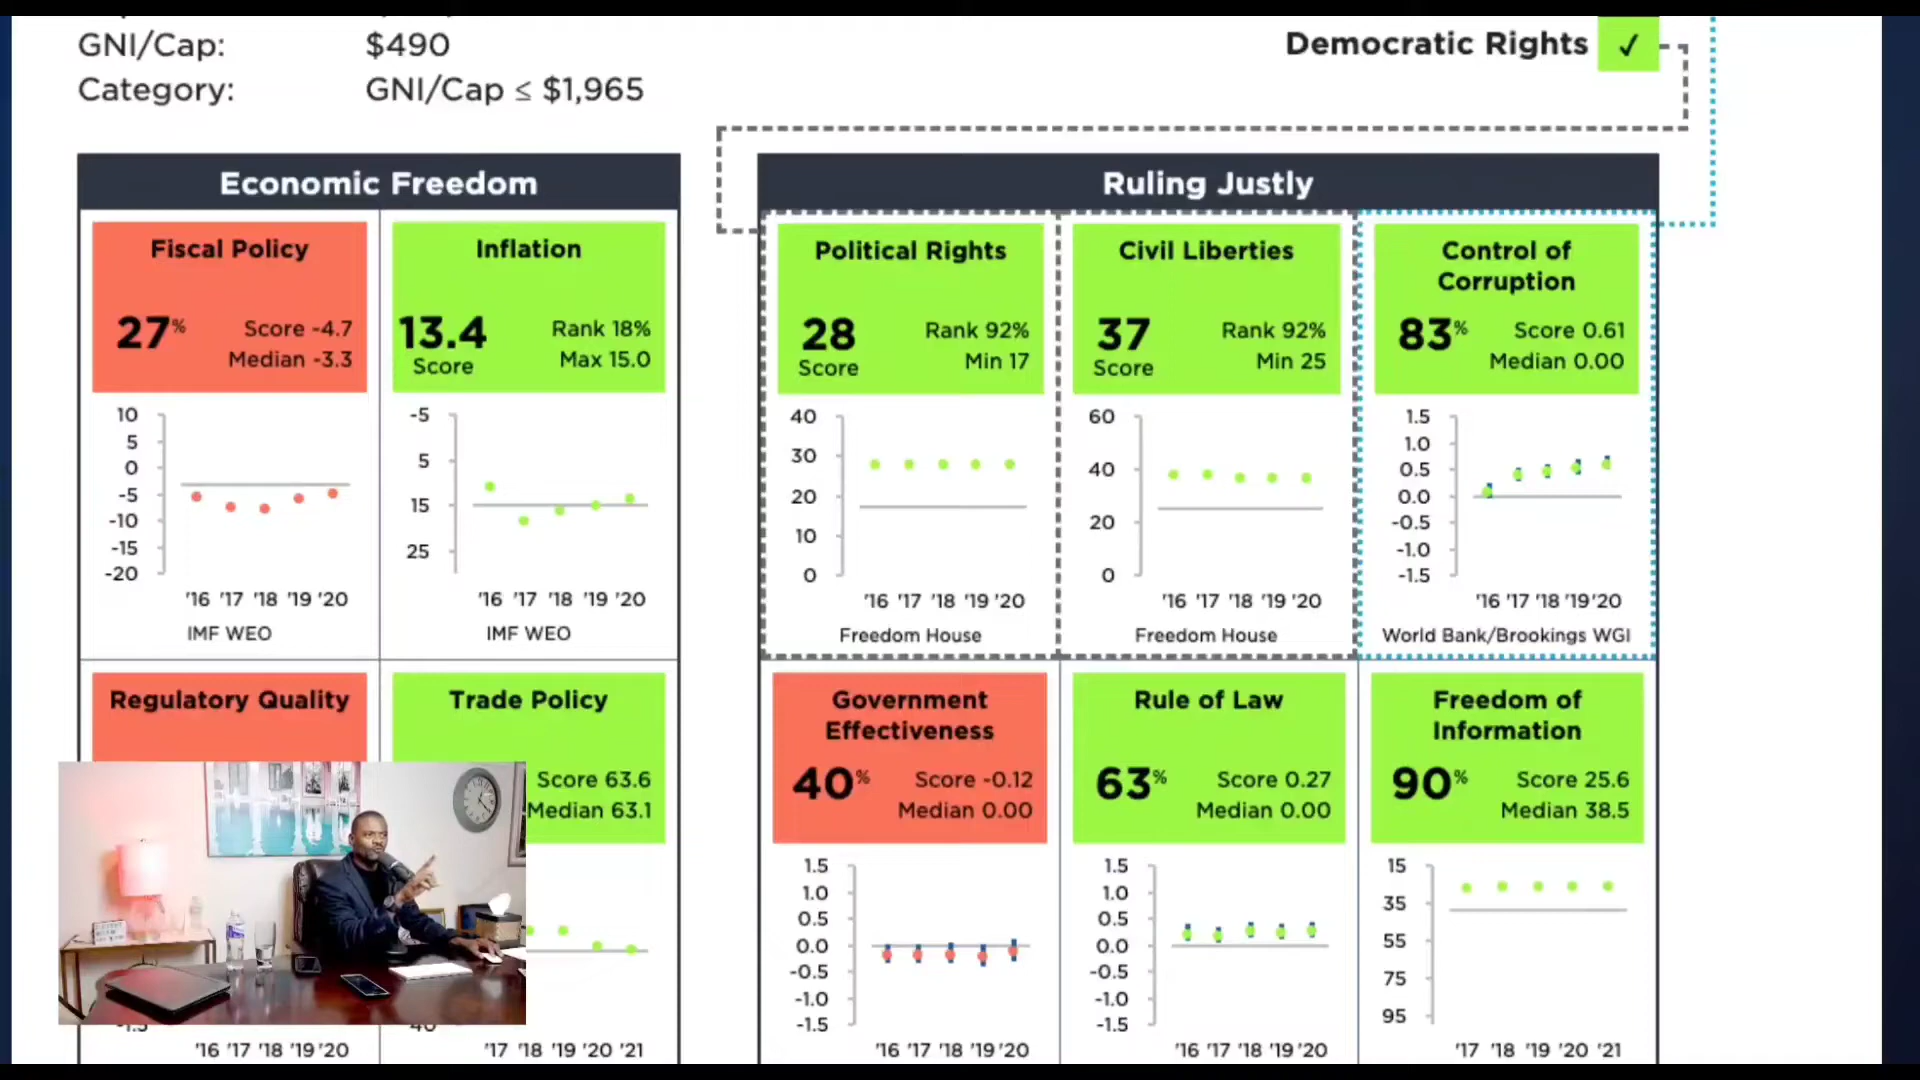 GNI/Cap: $490
Category: GNI/Cap ≤ $1,965
Democratic Rights ✓
Economic Freedom
Fiscal Policy
27%
Score -4.7
Median -3.3
10
5
0
-5
-10
-15
-20
'16 '17 '18 '19 '20
IMF WEO
Inflation
13.4
Score
Rank 18%
Max 15.0
-5
5
15
25
'16 '17 '18 '19 '20
IMF WEO
Regulatory Quality
-1.5
'16 '17 '18 '19 '20
Trade Policy
Score 63.6
Median 63.1
40
'17 '18 '19 '20 '21
Ruling Justly
Political Rights
28
Score
Rank 92%
Min 17
40
30
20
10
0
'16 '17 '18 '19 '20
Freedom House
Civil Liberties
37
Score
Rank 92%
Min 25
60
40
20
0
'16 '17 '18 '19 '20
Freedom House
Control of
Corruption
83%
Score 0.61
Median 0.00
1.5
1.0
0.5
0.0
-0.5
-1.0
-1.5
'16 '17 '18 '19 '20
World Bank/Brookings WGI
Government
Effectiveness
40%
Score -0.12
Median 0.00
1.5
1.0
0.5
0.0
-0.5
-1.0
-1.5
'16 '17 '18 '19 '20
Rule of Law
63%
Score 0.27
Median 0.00
1.5
1.0
0.5
0.0
-0.5
-1.0
-1.5
'16 '17 '18 '19 '20
Freedom of
Information
90%
Score 25.6
Median 38.5
15
35
55
75
95
'17 '18 '19 '20 '21